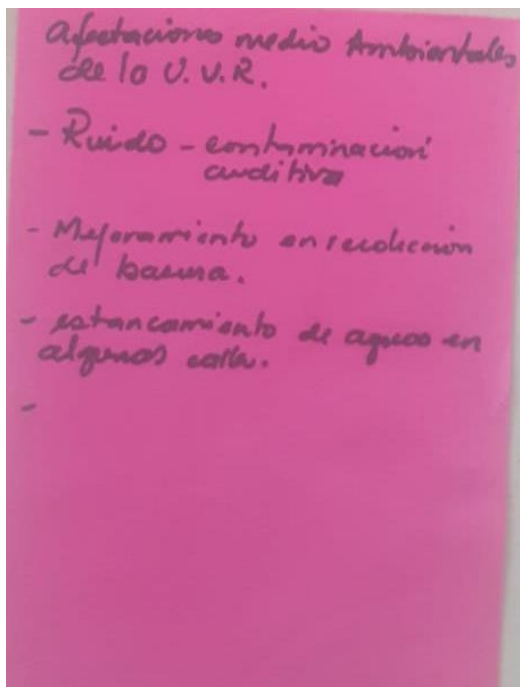 afectaciones medio Ambientales
de la U.V.R.
- Ruido - contaminación
auditiva
- Mejoramiento en recolección
de basura.
- estancamiento de aguas en
algunas calle.
-